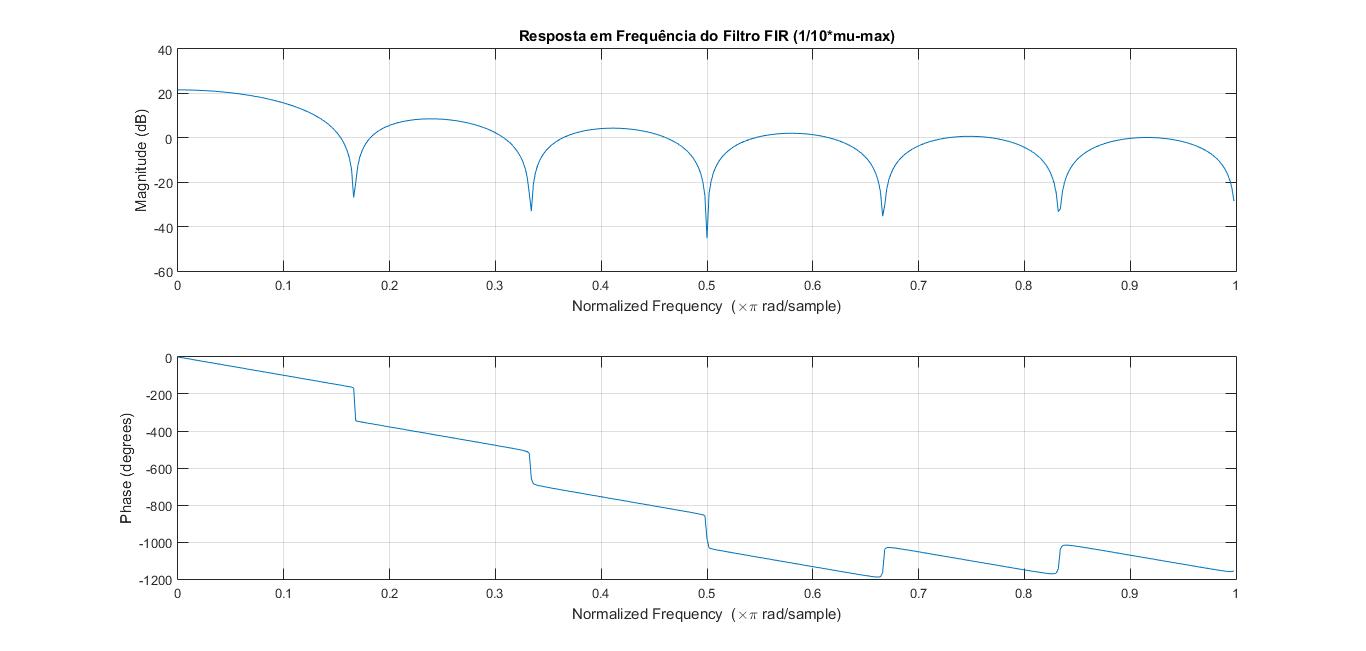 Resposta em Frequência do Filtro FIR (1/10*mu-max)
40
20
0
-20
-40
-60
Magnitude (dB)
0 0.1 0.2 0.3 0.4 0.5 0.6 0.7 0.8 0.9 1
Normalized Frequency (×π rad/sample)
0
-200
-400
-600
-800
-1000
-1200
Phase (degrees)
0 0.1 0.2 0.3 0.4 0.5 0.6 0.7 0.8 0.9 1
Normalized Frequency (×π rad/sample)